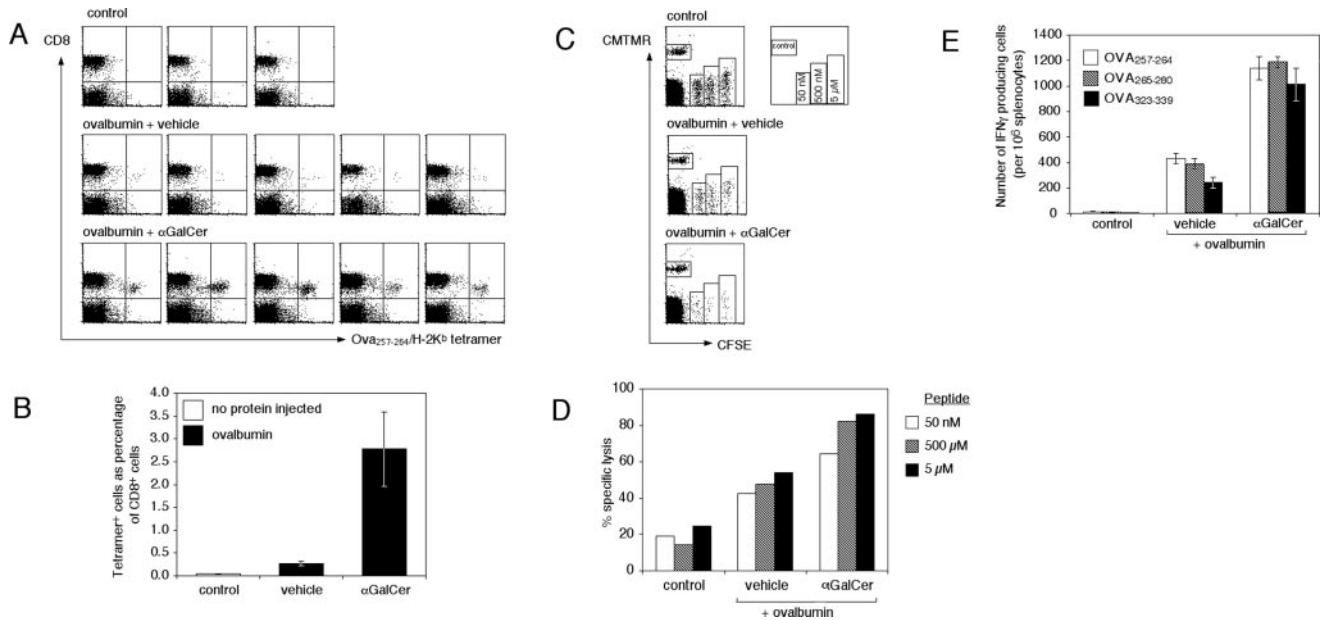 A
control
CD8
ovalbumin + vehicle
ovalbumin + αGalCer
Ova257-264/H-2Kb tetramer
B
Tetramer+ cells as percentage
of CD8+ cells
4.0
3.5
3.0
2.5
2.0
1.5
1.0
0.5
0.0
no protein injected
ovalbumin
control
vehicle
αGalCer
C
control
CMTMR
control
50 nM
500 nM
5 µM
ovalbumin + vehicle
ovalbumin + αGalCer
CFSE
D
% specific lysis
100
80
60
40
20
0
control
vehicle
αGalCer
+ ovalbumin
Peptide
50 nM
500 µM
5 µM
E
Number of IFNγ producing cells
(per 106 splenocytes)
1400
1200
1000
800
600
400
200
0
OVA257-264
OVA265-280
OVA323-339
control
vehicle
αGalCer
+ ovalbumin